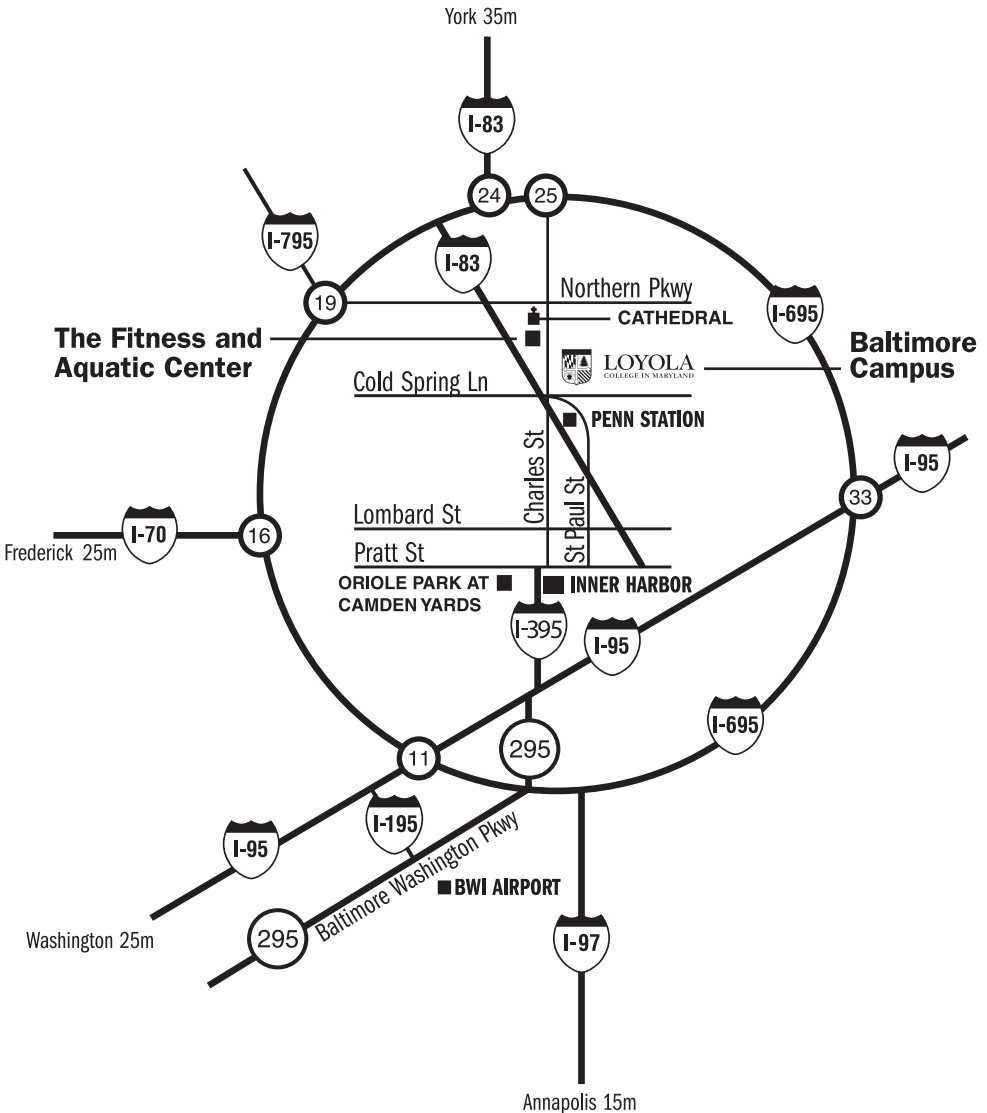 York 35m
I-83
24
25
I-795
I-83
19
Northern Pkwy
I-695
CATHEDRAL
The Fitness and
Aquatic Center
LOYOLA
COLLEGE IN MARYLAND
Baltimore
Campus
Cold Spring Ln
PENN STATION
Charles St
St Paul St
I-95
33
Lombard St
I-70
16
Frederick 25m
Pratt St
ORIOLE PARK AT
CAMDEN YARDS
INNER HARBOR
I-395
I-95
I-695
295
11
I-195
I-95
Baltimore Washington Pkwy
BWI AIRPORT
Washington 25m
295
I-97
Annapolis 15m